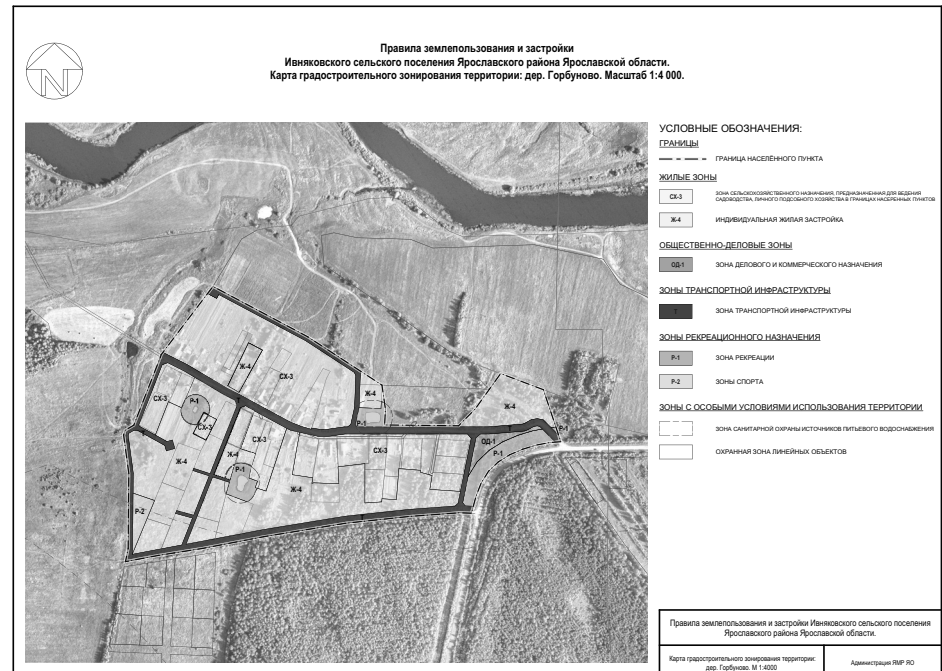 Правила землепользования и застройки
Ивняковского сельского поселения Ярославского района Ярославской области.
Карта градостроительного зонирования территории: дер. Горбуново. Масштаб 1:4 000.
N
УСЛОВНЫЕ ОБОЗНАЧЕНИЯ:
ГРАНИЦЫ
ГРАНИЦА НАСЕЛЁННОГО ПУНКТА
ЖИЛЫЕ ЗОНЫ
СХ-3
ЗОНА СЕЛЬСКОХОЗЯЙСТВЕННОГО НАЗНАЧЕНИЯ, ПРЕДНАЗНАЧЕННАЯ ДЛЯ ВЕДЕНИЯ
САДОВОДСТВА, ЛИЧНОГО ПОДСОБНОГО ХОЗЯЙСТВА В ГРАНИЦАХ НАСЕРЕННЫХ ПУНКТОВ
Ж-4
ИНДИВИДУАЛЬНАЯ ЖИЛАЯ ЗАСТРОЙКА
ОБЩЕСТВЕННО-ДЕЛОВЫЕ ЗОНЫ
ОД-1
ЗОНА ДЕЛОВОГО И КОММЕРЧЕСКОГО НАЗНАЧЕНИЯ
ЗОНЫ ТРАНСПОРТНОЙ ИНФРАСТРУКТУРЫ
Т
ЗОНА ТРАНСПОРТНОЙ ИНФРАСТРУКТУРЫ
ЗОНЫ РЕКРЕАЦИОННОГО НАЗНАЧЕНИЯ
Р-1
ЗОНА РЕКРЕАЦИИ
Р-2
ЗОНЫ СПОРТА
ЗОНЫ С ОСОБЫМИ УСЛОВИЯМИ ИСПОЛЬЗОВАНИЯ ТЕРРИТОРИИ
ЗОНА САНИТАРНОЙ ОХРАНЫ ИСТОЧНИКОВ ПИТЬЕВОГО ВОДОСНАБЖЕНИЯ
ОХРАННАЯ ЗОНА ЛИНЕЙНЫХ ОБЪЕКТОВ
Ж-4
СХ-3
Ж-4
СХ-3
Р-1
Т
Ж-4
Р-1
СХ-3
Р-1
Т
Т
СХ-3
ОД-1
Р-1
Ж-4
СХ-3
Ж-4
Р-1
Ж-4
Р-2
Т
Правила землепользования и застройки Ивняковского сельского поселения
Ярославского района Ярославской области.
Карта градостроительного зонирования территории:
дер. Горбуново. М 1:4000
Администрация ЯМР ЯО